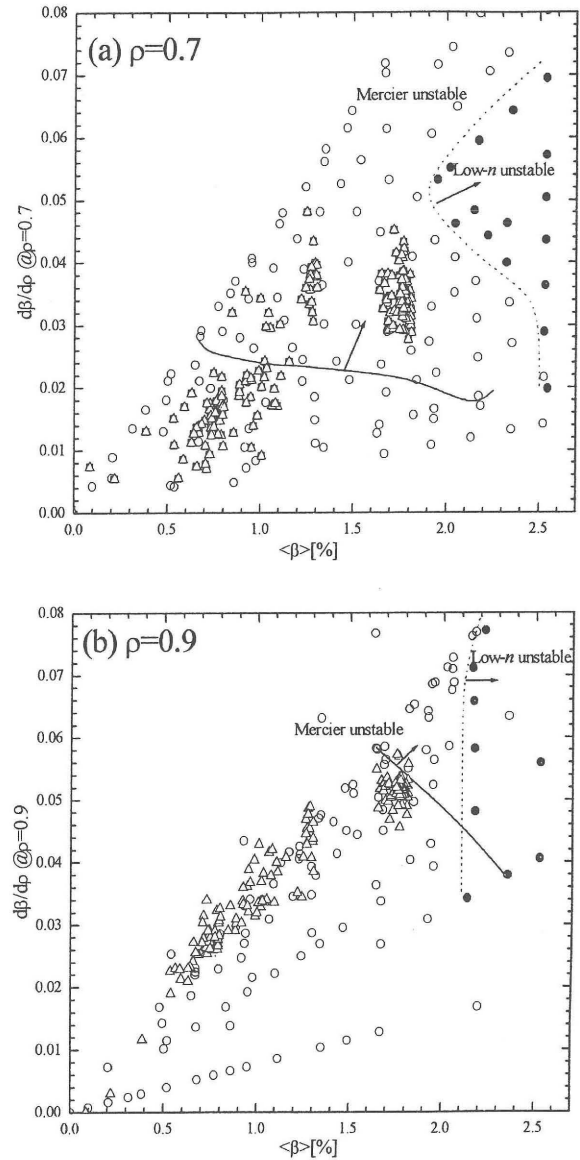 (a) ρ=0.7
0.08
0.07
0.06
0.05
0.04
0.03
0.02
0.01
0.00
dβ/dρ @ρ=0.7
Mercier unstable
Low-n unstable
0.0 0.5 1.0 1.5 2.0 2.5
<β>[%]
(b) ρ=0.9
0.08
0.07
0.06
0.05
0.04
0.03
0.02
0.01
0.00
dβ/dρ @ρ=0.9
Low-n unstable
Mercier unstable
0.0 0.5 1.0 1.5 2.0 2.5
<β>[%]